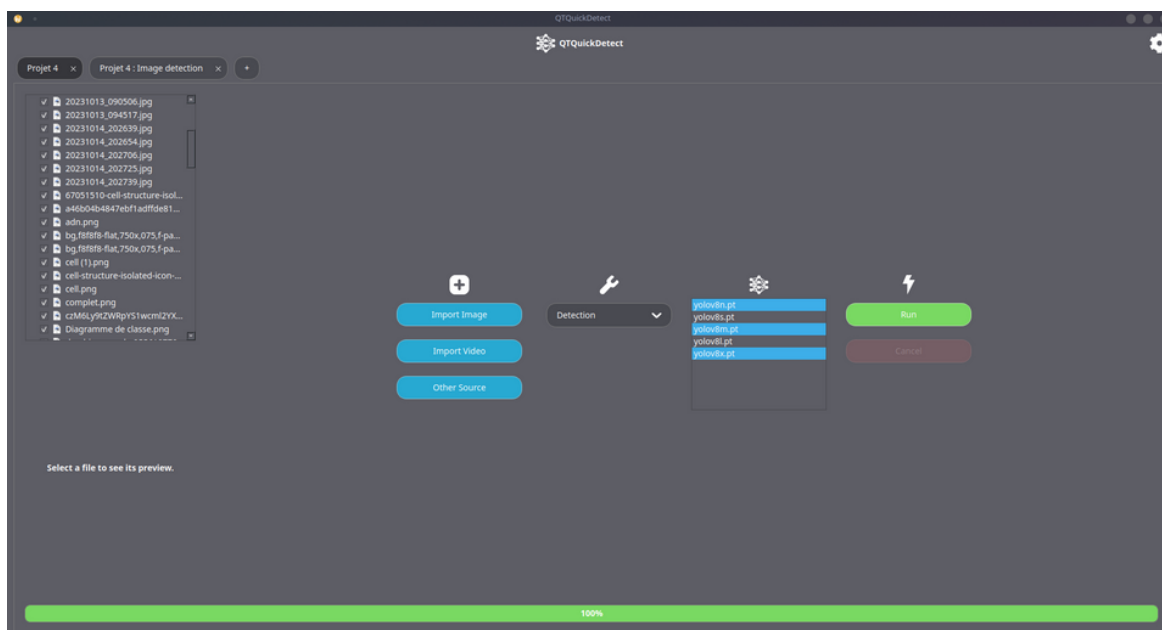 QTQuickDetect
QTQuickDetect
Projet 4 ×
Projet 4 : Image detection ×
+
20231013_090506.jpg
20231013_094517.jpg
20231014_202639.jpg
20231014_202654.jpg
20231014_202706.jpg
20231014_202725.jpg
20231014_202739.jpg
67051510-cell-structure-isol...
a46b04b4847ebf1adffde81...
adn.png
bg,f8f8f8-flat,750x,075,f-pa...
bg,f8f8f8-flat,750x,075,f-pa...
cell (1).png
cell-structure-isolated-icon-...
cell.png
complet.png
czM6Ly9tZWRpYS1wcml2YX...
Diagramme de classe.png
Import Image
Import Video
Other Source
Detection
yolov8n.pt
yolov8s.pt
yolov8m.pt
yolov8l.pt
yolov8x.pt
Run
Cancel
Select a file to see its preview.
100%